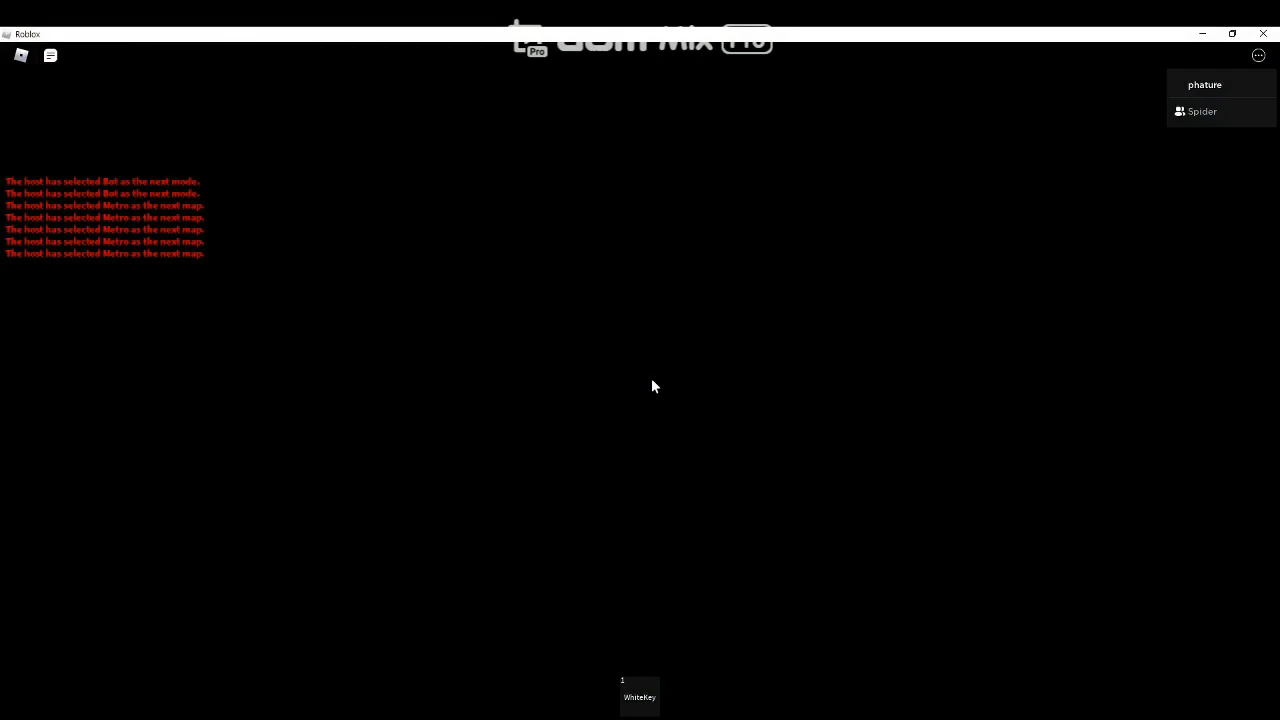 Roblox
Mix Pro
Pro
phature
Spider
The host has selected Bot as the next mode.
The host has selected Bot as the next mode.
The host has selected Metro as the next map.
The host has selected Metro as the next map.
The host has selected Metro as the next map.
The host has selected Metro as the next map.
The host has selected Metro as the next map.
1
WhiteKey